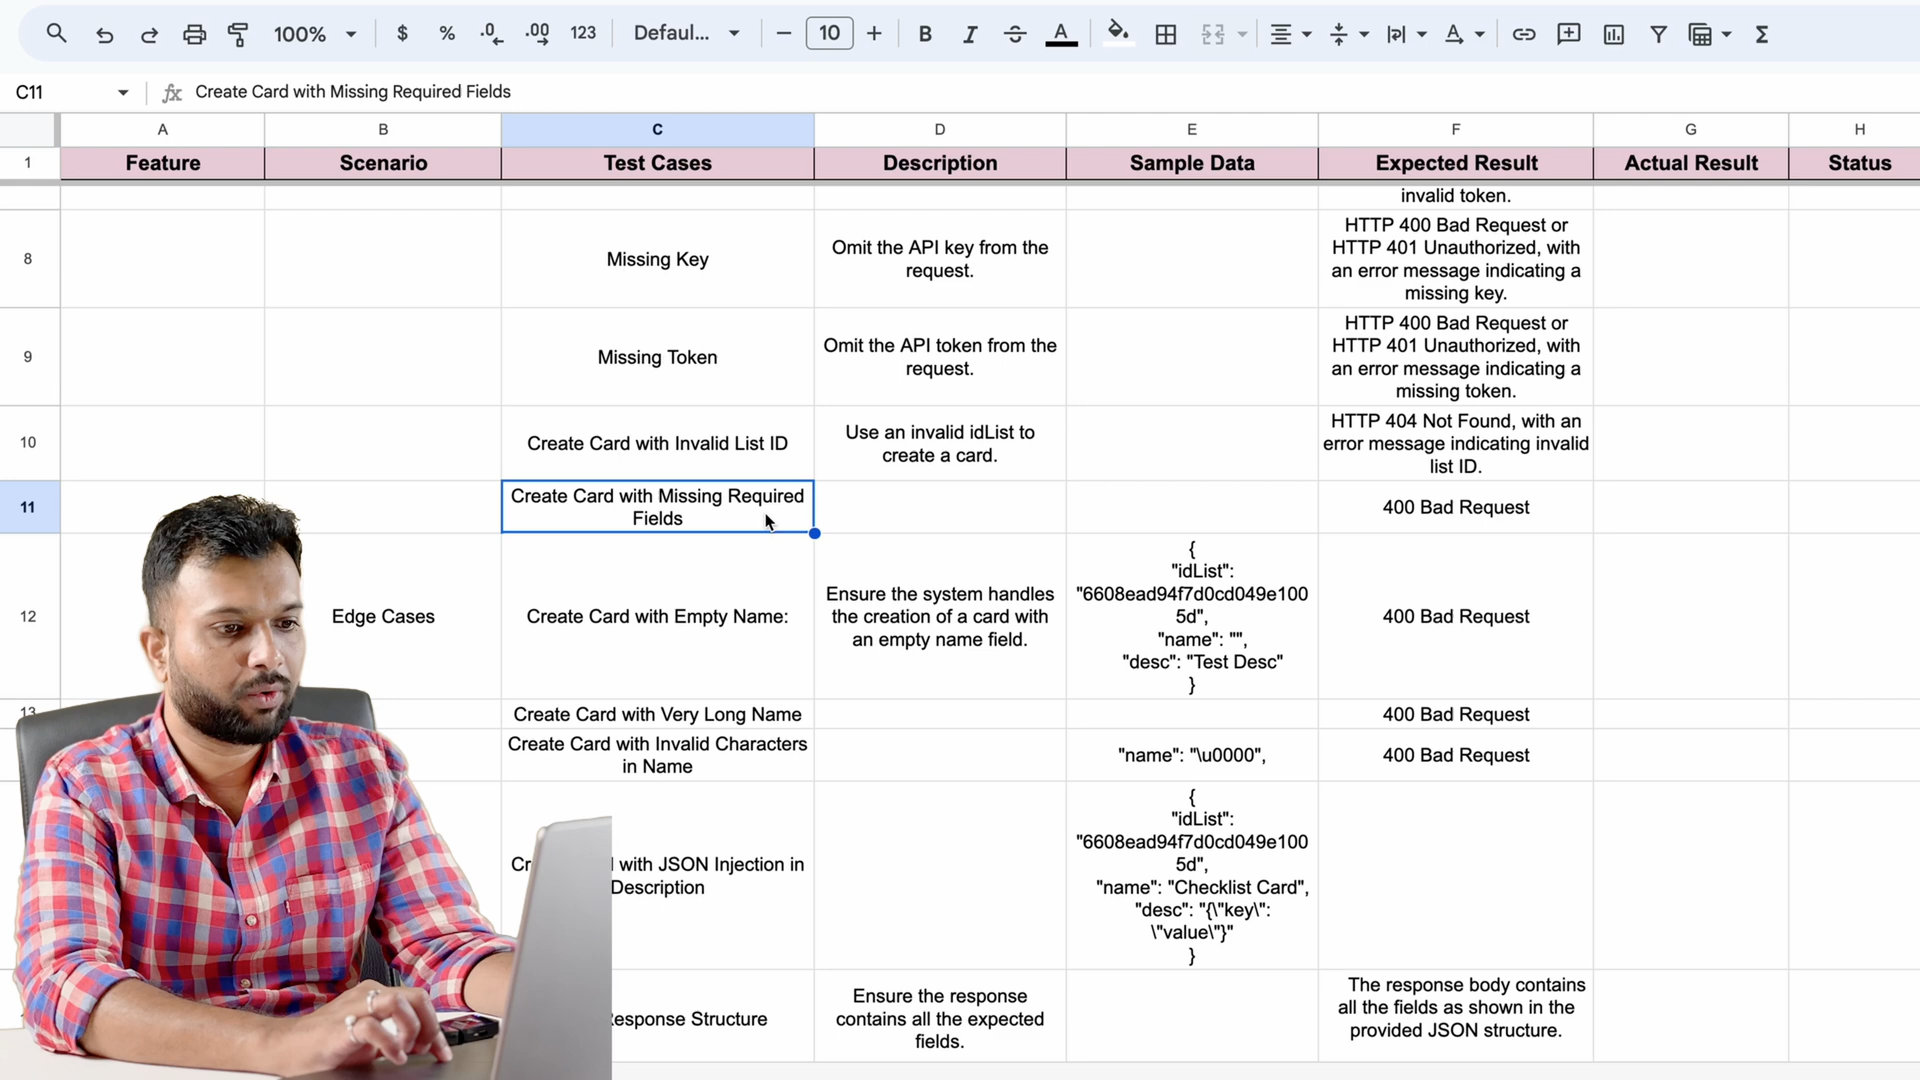 100%
$
%
.0
.00
123
Defaul...
10
B
I
A
A
Σ
C11
fx
Create Card with Missing Required Fields
A
B
C
D
E
F
G
H
1
Feature
Scenario
Test Cases
Description
Sample Data
Expected Result
Actual Result
Status
invalid token.
8
Missing Key
Omit the API key from the
request.
HTTP 400 Bad Request or
HTTP 401 Unauthorized, with
an error message indicating a
missing key.
9
Missing Token
Omit the API token from the
request.
HTTP 400 Bad Request or
HTTP 401 Unauthorized, with
an error message indicating a
missing token.
10
Create Card with Invalid List ID
Use an invalid idList to
create a card.
HTTP 404 Not Found, with an
error message indicating invalid
list ID.
11
Create Card with Missing Required
Fields
400 Bad Request
12
Edge Cases
Create Card with Empty Name:
Ensure the system handles
the creation of a card with
an empty name field.
{
"idList":
"6608ead94f7d0cd049e100
5d",
"name": "",
"desc": "Test Desc"
}
400 Bad Request
13
Create Card with Very Long Name
400 Bad Request
Create Card with Invalid Characters
in Name
"name": "\u0000",
400 Bad Request
with JSON Injection in
Description
{
"idList":
"6608ead94f7d0cd049e100
5d",
"name": "Checklist Card",
"desc": "{\"key\":
\"value\"}"
}
Response Structure
Ensure the response
contains all the expected
fields.
The response body contains
all the fields as shown in the
provided JSON structure.